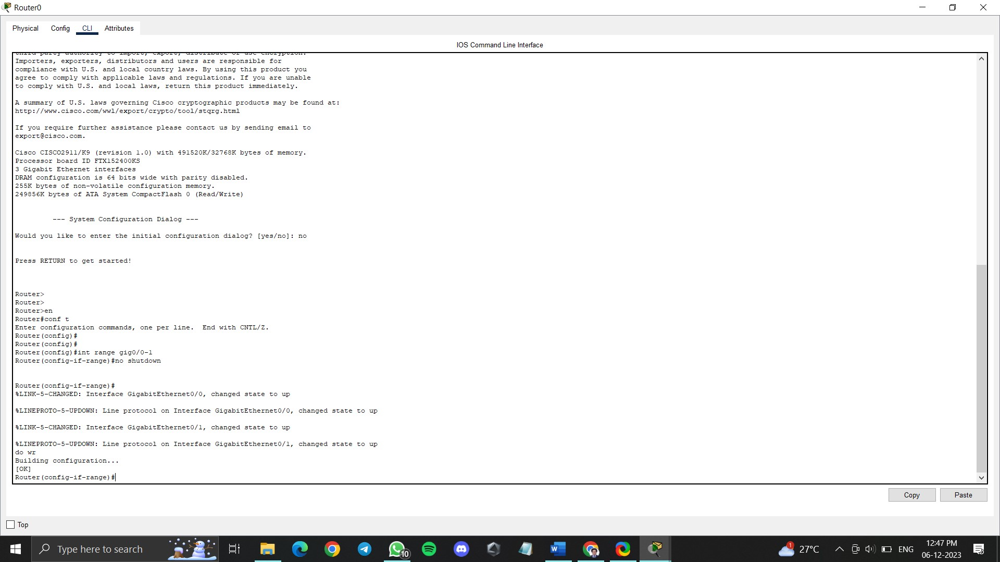 Router0
Physical Config CLI Attributes
IOS Command Line Interface
third party authority to import, export, distribute or use encryption.
Importers, exporters, distributors and users are responsible for
compliance with U.S. and local country laws. By using this product you
agree to comply with applicable laws and regulations. If you are unable
to comply with U.S. and local laws, return this product immediately.
A summary of U.S. laws governing Cisco cryptographic products may be found at:
http://www.cisco.com/wwl/export/crypto/tool/stqrg.html
If you require further assistance please contact us by sending email to
export@cisco.com.
Cisco CISCO2911/K9 (revision 1.0) with 491520K/32768K bytes of memory.
Processor board ID FTX152400KS
3 Gigabit Ethernet interfaces
DRAM configuration is 64 bits wide with parity disabled.
255K bytes of non-volatile configuration memory.
249856K bytes of ATA System CompactFlash 0 (Read/Write)
--- System Configuration Dialog ---
Would you like to enter the initial configuration dialog? [yes/no]: no
Press RETURN to get started!
Router>
Router>
Router>en
Router#conf t
Enter configuration commands, one per line.  End with CNTL/Z.
Router(config)#
Router(config)#
Router(config)#int range gig0/0-1
Router(config-if-range)#no shutdown
Router(config-if-range)#
%LINK-5-CHANGED: Interface GigabitEthernet0/0, changed state to up
%LINEPROTO-5-UPDOWN: Line protocol on Interface GigabitEthernet0/0, changed state to up
%LINK-5-CHANGED: Interface GigabitEthernet0/1, changed state to up
%LINEPROTO-5-UPDOWN: Line protocol on Interface GigabitEthernet0/1, changed state to up
do wr
Building configuration...
[OK]
Router(config-if-range)#
Copy Paste
Top
Type here to search
10
1
27°C
ENG
12:47 PM
06-12-2023